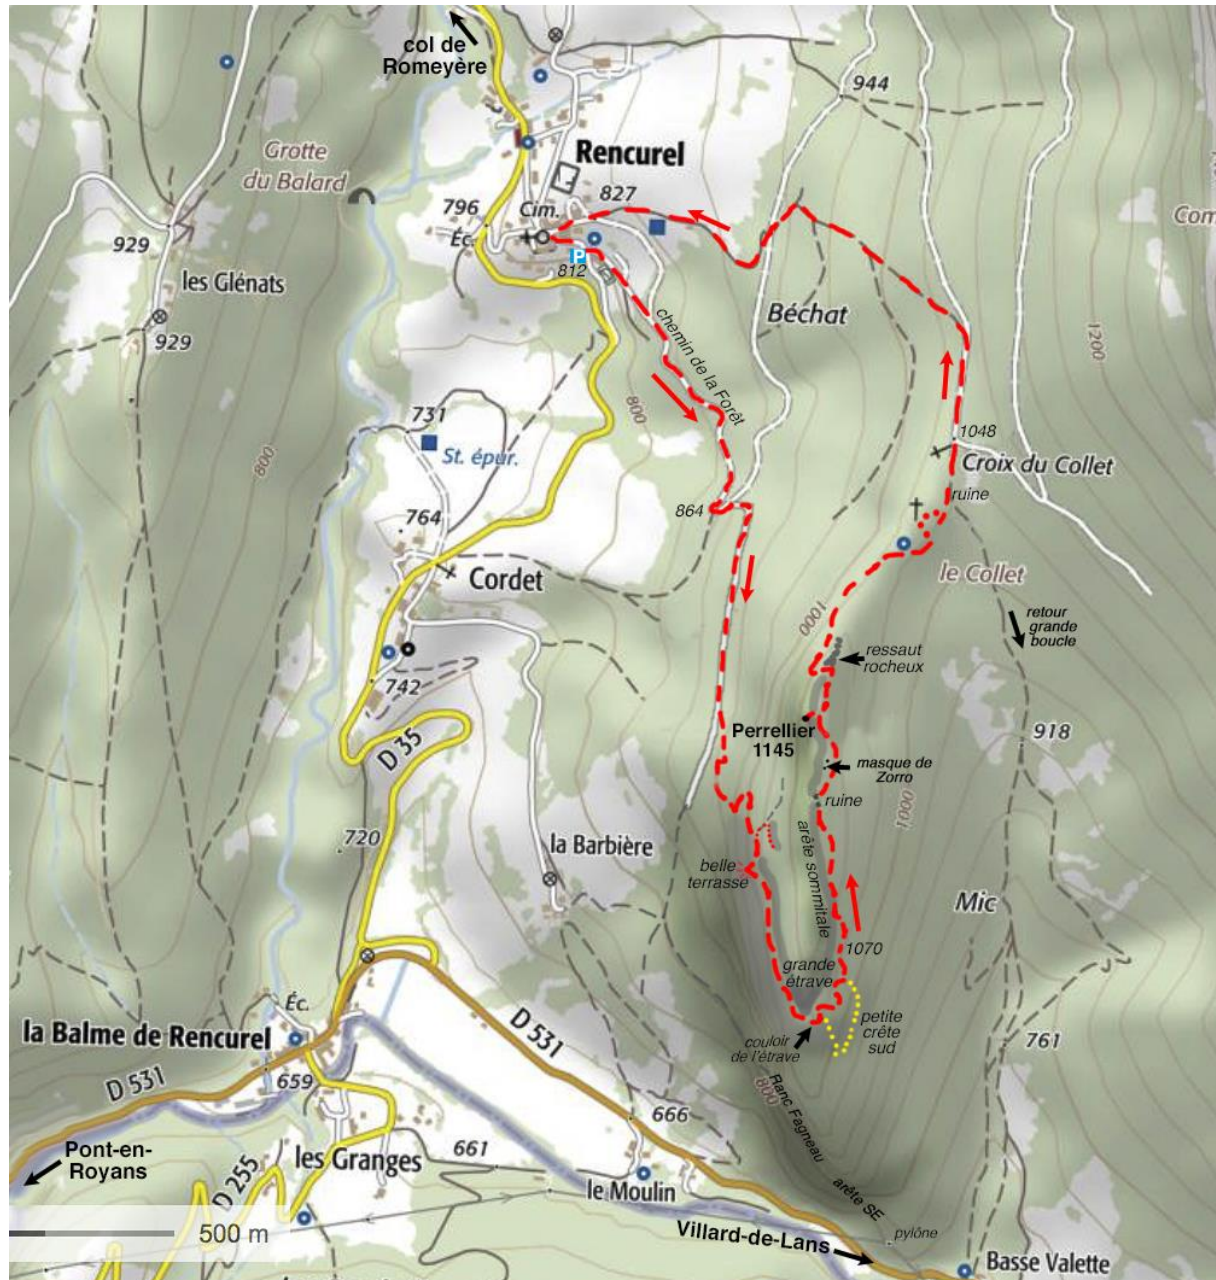 col de
Romeyère
944
Grotte
du Balard
Rencurel
827
Cim.
796
Éc.
P
812
Com
929
les Glénats
929
Béchat
1200
chemin de la Forêt
800
731
St. épur.
800
1048
Croix du Collet
ruine
864
764
Cordet
le Collet
1000
retour
grande
boucle
ressaut
rocheux
742
Perrellier
1145
918
D 35
masque de
Zorro
ruine
1000
720
la Barbière
arête sommitale
belle
terrasse
Mic
1070
grande
étrave
petite
crête
sud
Éc.
la Balme de Rencurel
D 531
couloir
de l'étrave
761
D 531
659
800
Ranc Fagneau
666
Pont-en-
Royans
661
les Granges
D 255
le Moulin
arête SE
500 m
Villard-de-Lans
pylône
Basse Valette